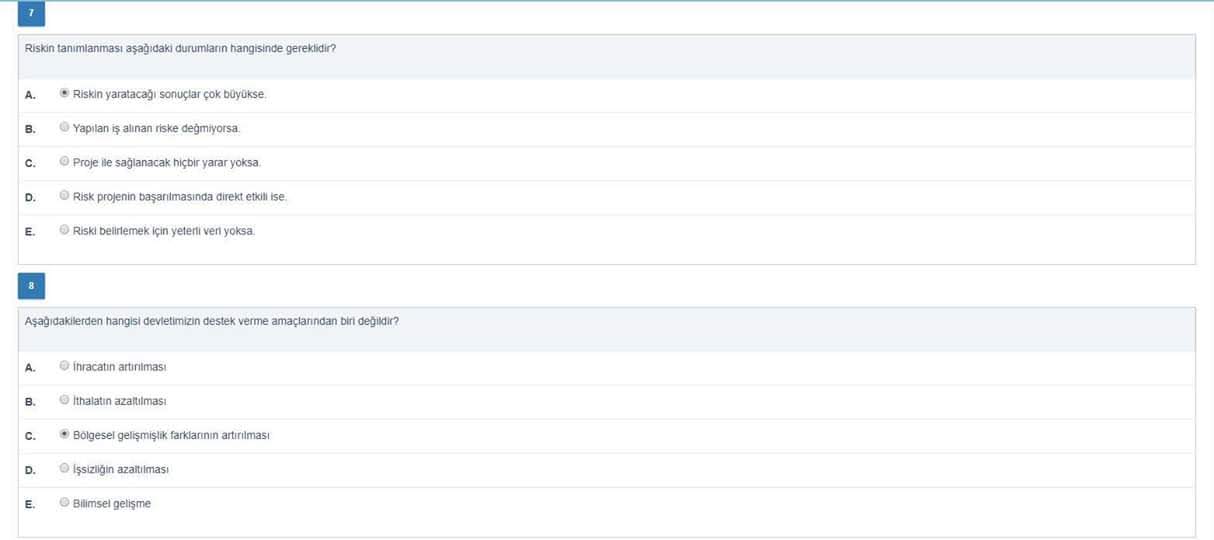 7
Riskin tanımlanması aşağıdaki durumların hangisinde gereklidir?
A. Riskin yaratacağı sonuçlar çok büyükse.
B. Yapılan iş alınan riske değmiyorsa.
C. Proje ile sağlanacak hiçbir yarar yoksa.
D. Risk projenin başarılmasında direkt etkili ise.
E. Riski belirlemek için yeterli veri yoksa.
8
Aşağıdakilerden hangisi devletimizin destek verme amaçlarından biri değildir?
A. İhracatın artırılması
B. İthalatın azaltılması
C. Bölgesel gelişmişlik farklarının artırılması
D. İşsizliğin azaltılması
E. Bilimsel gelişme